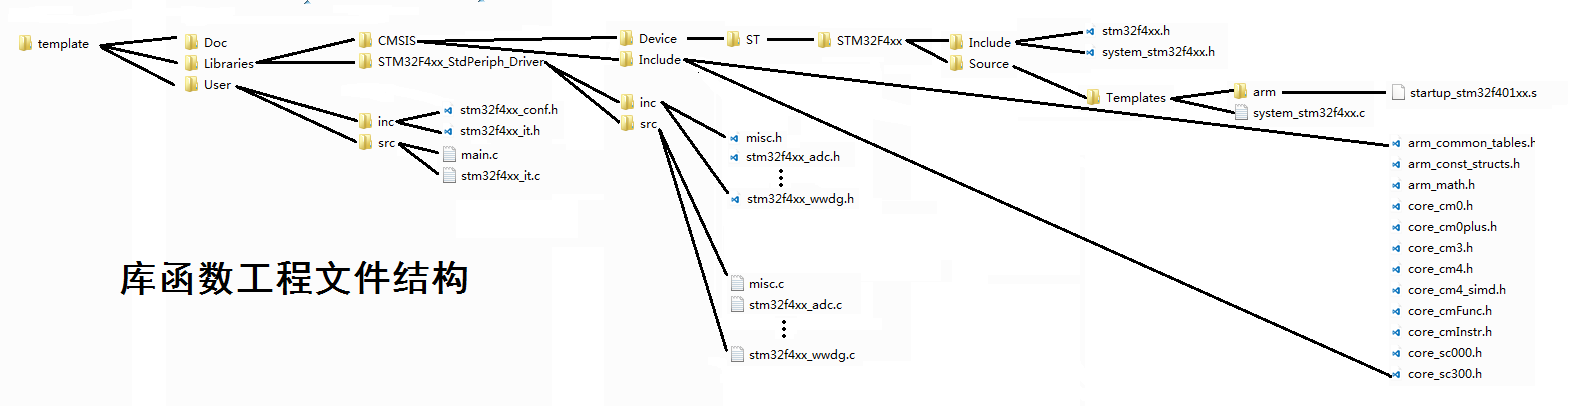 template
Doc
Libraries
User
CMSIS
STM32F4xx_StdPeriph_Driver
inc
src
stm32f4xx_conf.h
stm32f4xx_it.h
main.c
stm32f4xx_it.c
Device
Include
inc
src
misc.h
stm32f4xx_adc.h
stm32f4xx_wwdg.h
misc.c
stm32f4xx_adc.c
stm32f4xx_wwdg.c
ST
STM32F4xx
Include
Source
stm32f4xx.h
system_stm32f4xx.h
Templates
arm
system_stm32f4xx.c
startup_stm32f401xx.s
arm_common_tables.h
arm_const_structs.h
arm_math.h
core_cm0.h
core_cm0plus.h
core_cm3.h
core_cm4.h
core_cm4_simd.h
core_cmFunc.h
core_cmInstr.h
core_sc000.h
core_sc300.h
库函数工程文件结构